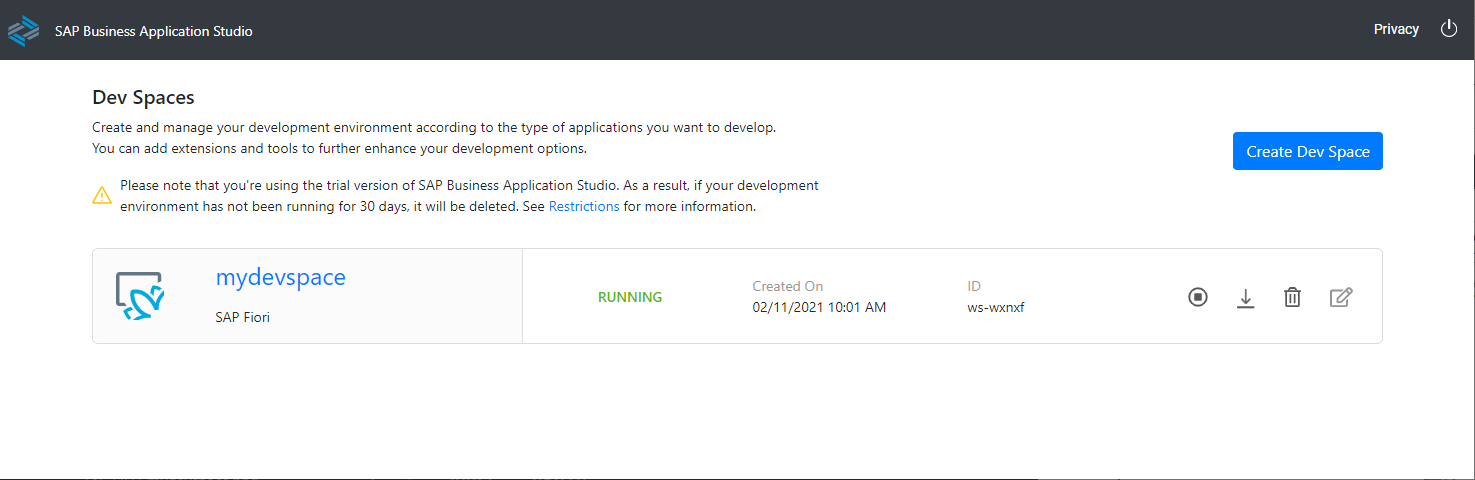 SAP Business Application Studio
Privacy
Dev Spaces
Create and manage your development environment according to the type of applications you want to develop.
You can add extensions and tools to further enhance your development options.
Create Dev Space
Please note that you're using the trial version of SAP Business Application Studio. As a result, if your development
environment has not been running for 30 days, it will be deleted. See Restrictions for more information.
mydevspace
SAP Fiori
RUNNING
Created On
02/11/2021 10:01 AM
ID
ws-wxnxf